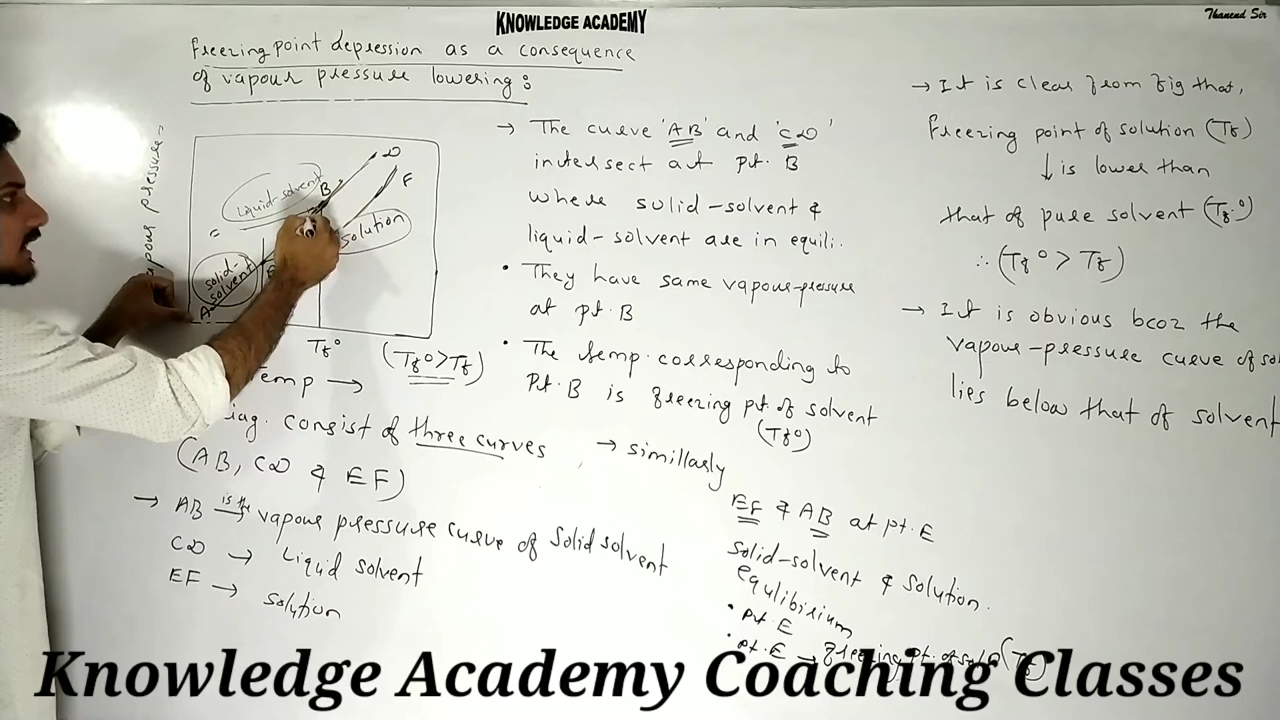 KNOWLEDGE ACADEMY
Thanend Sir
Freezing point depression as a consequence
of vapour pressure lowering:
vapour pressure
Liquid-solvent
B
D
F
solution
C
solid-
solvent
A
E
Tf°
(Tf° > Tf)
Temp →
diag. consist of three curves
(AB, CD & EF)
→ AB is the → vapour pressure curve of Solid solvent
CD → Liquid solvent
EF → solution
→ The curve 'AB' and 'CD'
intersect at pt. B
where solid-solvent &
liquid-solvent are in equili.
• They have same vapour-pressure
at pt. B
• The temp. corresponding to
Pt. B is freezing pt. of solvent
(Tf°)
→ simillarly
EF & AB at pt. E
Solid-solvent & solution
equlibirium.
• Pt. E
• Pt. E → freezing pt. of soln (Tf)
→ It is clear from fig that,
freezing point of solution (Tf)
↓ is lower than
that of pure solvent (Tf°)
∴ (Tf° > Tf)
→ It is obvious bcoz the
vapour-pressure curve of so
lies below that of solvent
Knowledge Academy Coaching Classes